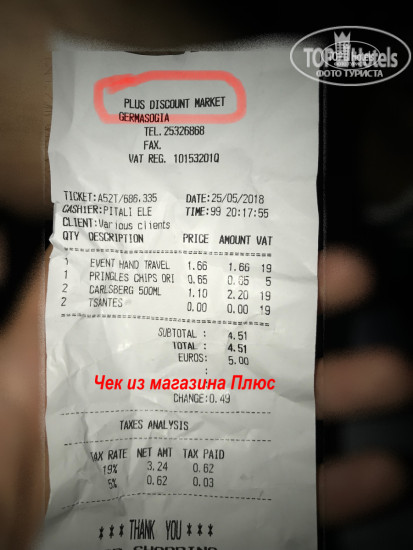 TOP Hotels
ФОТО ТУРИСТА
PLUS DISCOUNT MARKET
GERMASOGIA
TEL.25326868
FAX.
VAT REG. 10153201Q
TICKET:A52T/686.335 DATE:25/05/2018
CASHIER:PITALI ELE TIME:99 20:17:55
CLIENT:Various clients
QTY DESCRIPTION PRICE AMOUNT VAT
1 EVENT HAND TRAVEL 1.66 1.66 19
1 PRINGLES CHIPS ORI 0.65 0.65 5
2 CARLSBERG 500ML 1.10 2.20 19
2 TSANTES 0.00 0.00 19
SUBTOTAL : 4.51
TOTAL : 4.51
EUROS: 5.00
:
Чек из магазина Плюс
CHANGE:0.49
TAXES ANALYSIS
TAX RATE NET AMT TAX PAID
19% 3.24 0.62
5% 0.62 0.03
*** THANK YOU ***